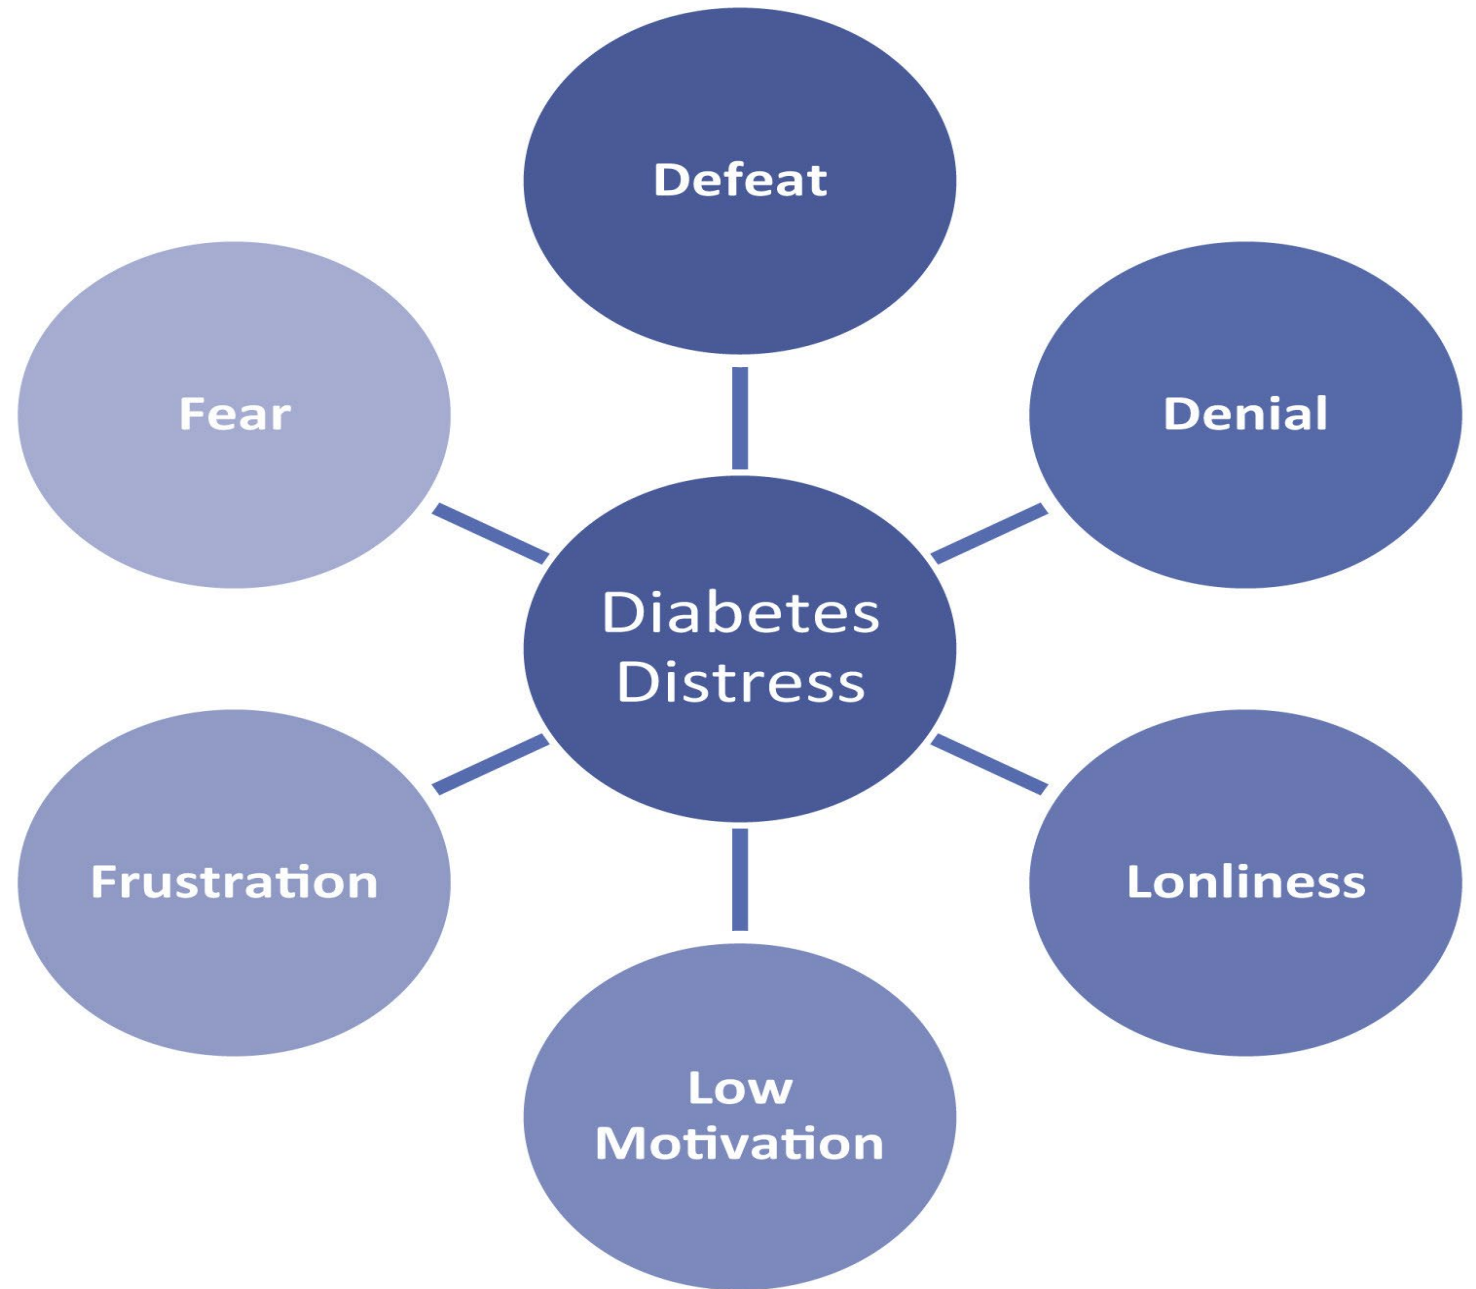 Defeat
Fear
Denial
Diabetes
Distress
Frustration
Lonliness
Low
Motivation